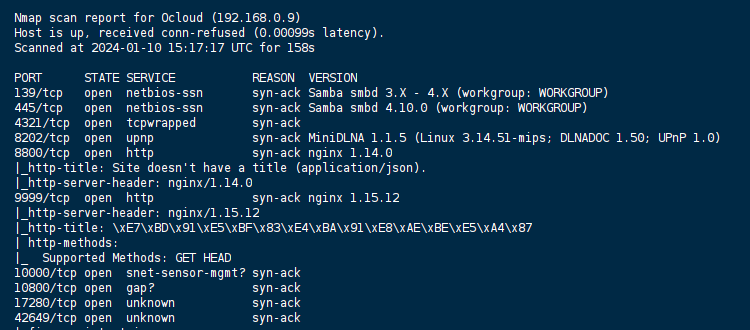 Nmap scan report for Ocloud (192.168.0.9)
Host is up, received conn-refused (0.00099s latency).
Scanned at 2024-01-10 15:17:17 UTC for 158s
PORT STATE SERVICE REASON VERSION
139/tcp open netbios-ssn syn-ack Samba smbd 3.X - 4.X (workgroup: WORKGROUP)
445/tcp open netbios-ssn syn-ack Samba smbd 4.10.0 (workgroup: WORKGROUP)
4321/tcp open tcpwrapped syn-ack
8202/tcp open upnp syn-ack MiniDLNA 1.1.5 (Linux 3.14.51-mips; DLNADOC 1.50; UPnP 1.0)
8800/tcp open http syn-ack nginx 1.14.0
|_http-title: Site doesn't have a title (application/json).
|_http-server-header: nginx/1.14.0
9999/tcp open http syn-ack nginx 1.15.12
|_http-server-header: nginx/1.15.12
|_http-title: \xE7\xBD\x91\xE5\xBF\x83\xE4\xBA\x91\xE8\xAE\xBE\xE5\xA4\x87
| http-methods:
|_ Supported Methods: GET HEAD
10000/tcp open snet-sensor-mgmt? syn-ack
10800/tcp open gap? syn-ack
17280/tcp open unknown syn-ack
42649/tcp open unknown syn-ack